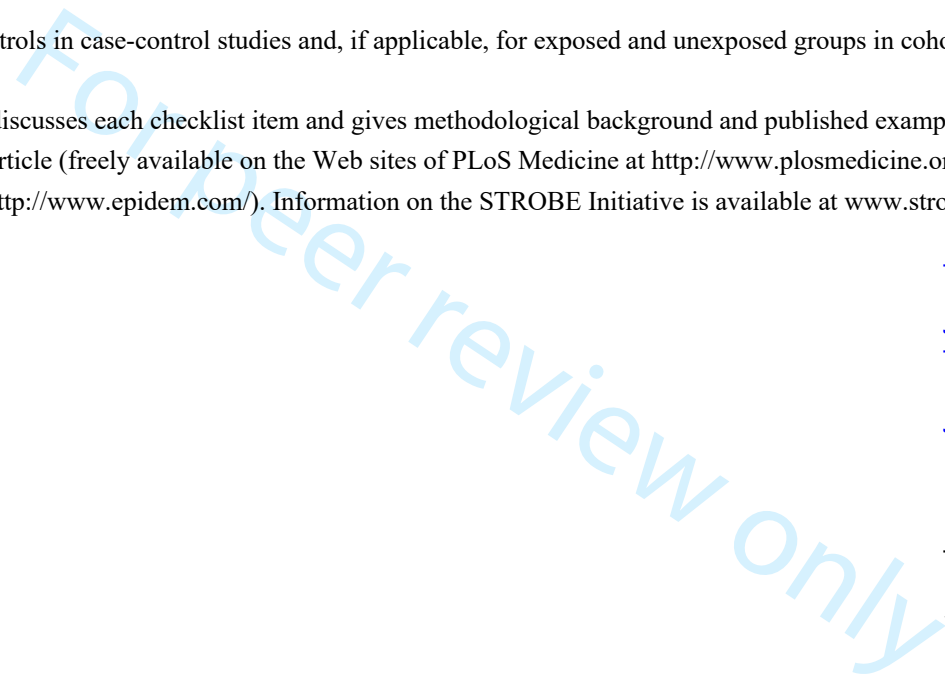 trols in case-control studies and, if applicable, for exposed and unexposed groups in coho
discusses each checklist item and gives methodological background and published examp
rticle (freely available on the Web sites of PLoS Medicine at http://www.plosmedicine.or
ttp://www.epidem.com/). Information on the STROBE Initiative is available at www.stro
For peer review only